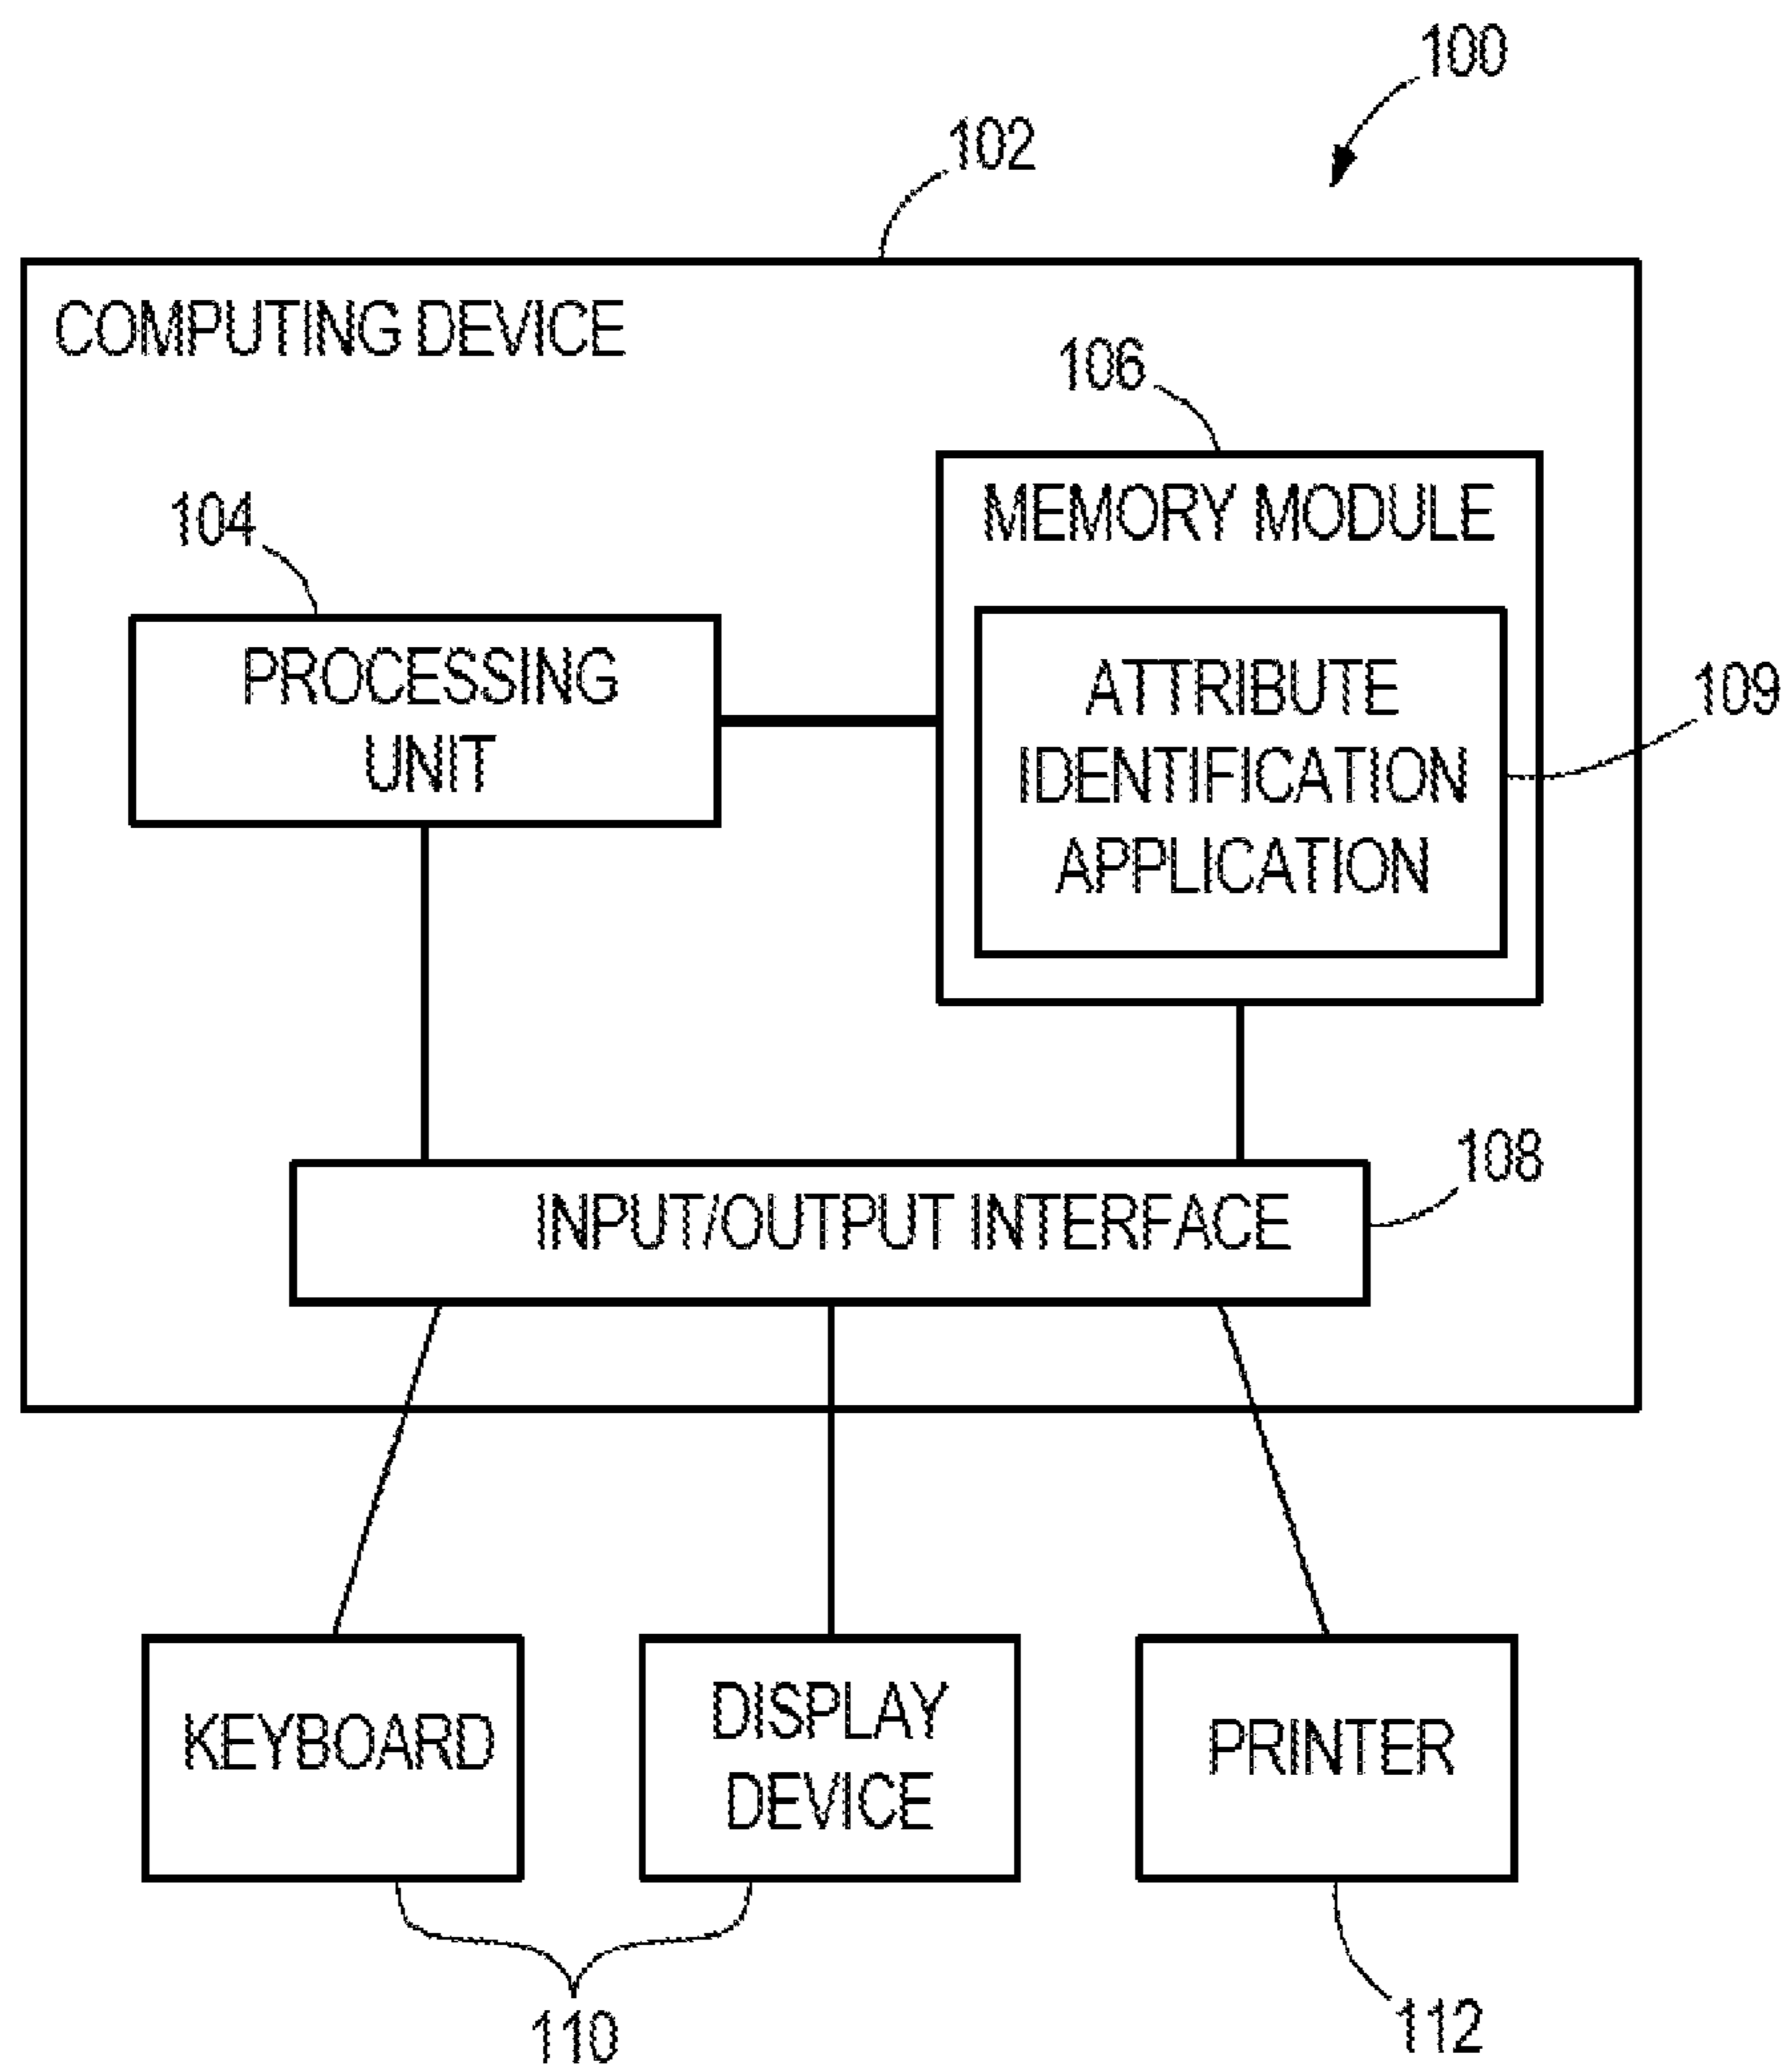 100
102
COMPUTING DEVICE
106
MEMORY MODULE
104
PROCESSING
UNIT
ATTRIBUTE
IDENTIFICATION
APPLICATION
109
108
INPUT/OUTPUT INTERFACE
KEYBOARD
DISPLAY
DEVICE
PRINTER
110
112